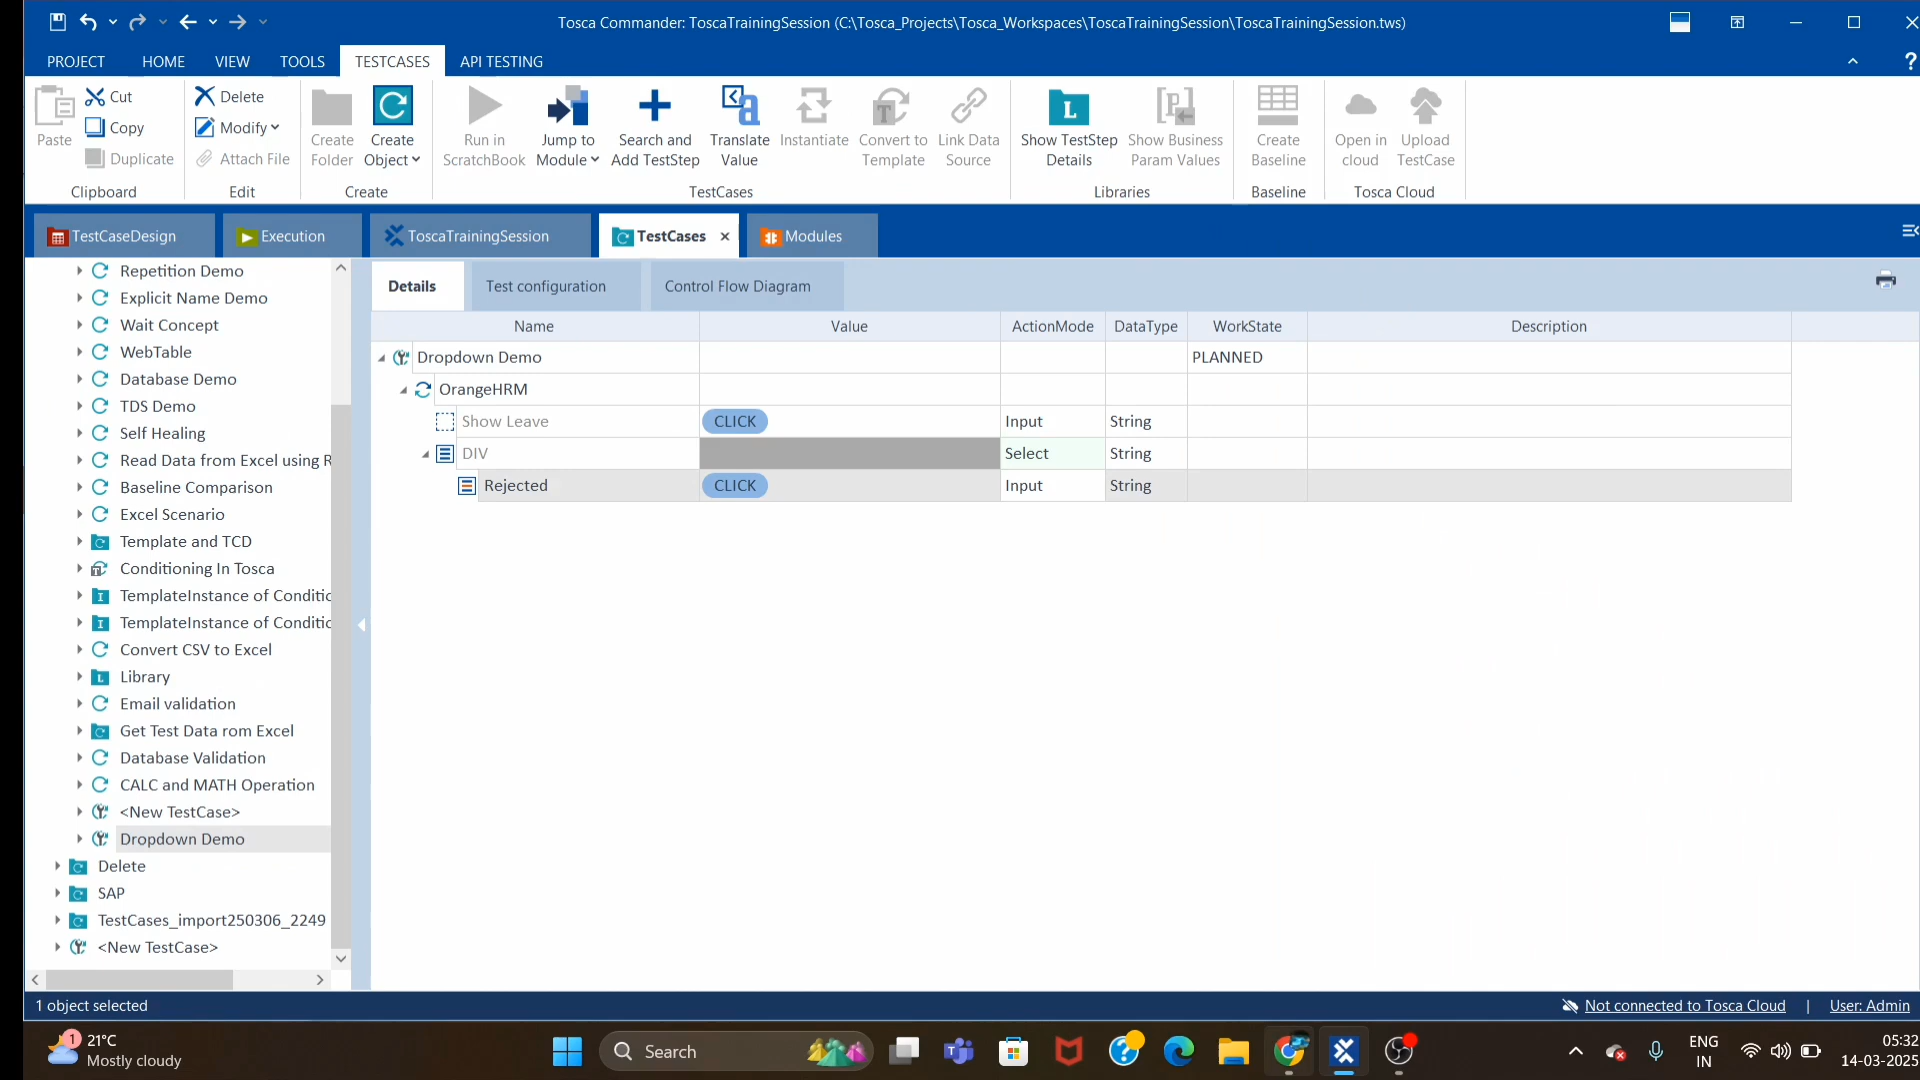 Tosca Commander: ToscaTrainingSession (C:\Tosca_Projects\Tosca_Workspaces\ToscaTrainingSession\ToscaTrainingSession.tws)
PROJECT HOME VIEW TOOLS TESTCASES API TESTING ?
Paste
Cut
Copy
Duplicate
Clipboard
Delete
Modify
Attach File
Edit
Create Folder
Create Object
Create
Run in ScratchBook
Jump to Module
Search and Add TestStep
Translate Value
Instantiate
Convert to Template
Link Data Source
TestCases
Show TestStep Details
Show Business Param Values
Libraries
Create Baseline
Baseline
Open in cloud
Upload TestCase
Tosca Cloud
TestCaseDesign Execution ToscaTrainingSession TestCases Modules
Repetition Demo
Explicit Name Demo
Wait Concept
WebTable
Database Demo
TDS Demo
Self Healing
Read Data from Excel using R
Baseline Comparison
Excel Scenario
Template and TCD
Conditioning In Tosca
TemplateInstance of Conditic
TemplateInstance of Conditic
Convert CSV to Excel
Library
Email validation
Get Test Data rom Excel
Database Validation
CALC and MATH Operation
<New TestCase>
Dropdown Demo
Delete
SAP
TestCases_import250306_2249
<New TestCase>
Details Test configuration Control Flow Diagram
Name Value ActionMode DataType WorkState Description
Dropdown Demo PLANNED
OrangeHRM
Show Leave CLICK Input String
DIV Select String
Rejected CLICK Input String
1 object selected
Not connected to Tosca Cloud | User: Admin
1
21°C
Mostly cloudy
Search
ENG
IN
05:32
14-03-2025